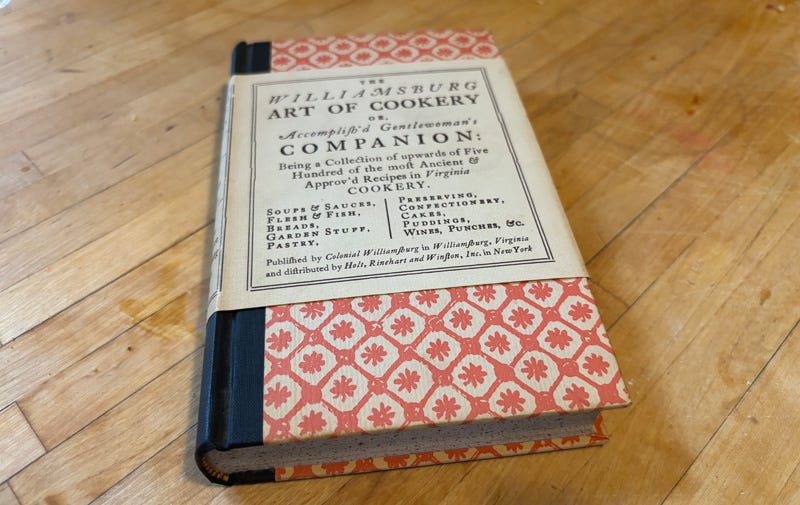 THE
WILLIAMSBURG
ART OF COOKERY
OR,
Accompliſh'd Gentlewoman's
COMPANION:
Being a Collection of upwards of Five
Hundred of the moſt Ancient &
Approv'd Recipes in Virginia
COOKERY.
SOUPS & SAUCES,
FLESH & FISH,
BREADS,
GARDEN STUFF,
PASTRY,
PRESERVING,
CONFECTIONERY,
CAKES,
PUDDINGS,
WINES, PUNCHES, &c.
Publiſhed by Colonial Williamſburg in Williamſburg, Virginia
and diſtributed by Holt, Rinehart and Winſton, Inc. in New York